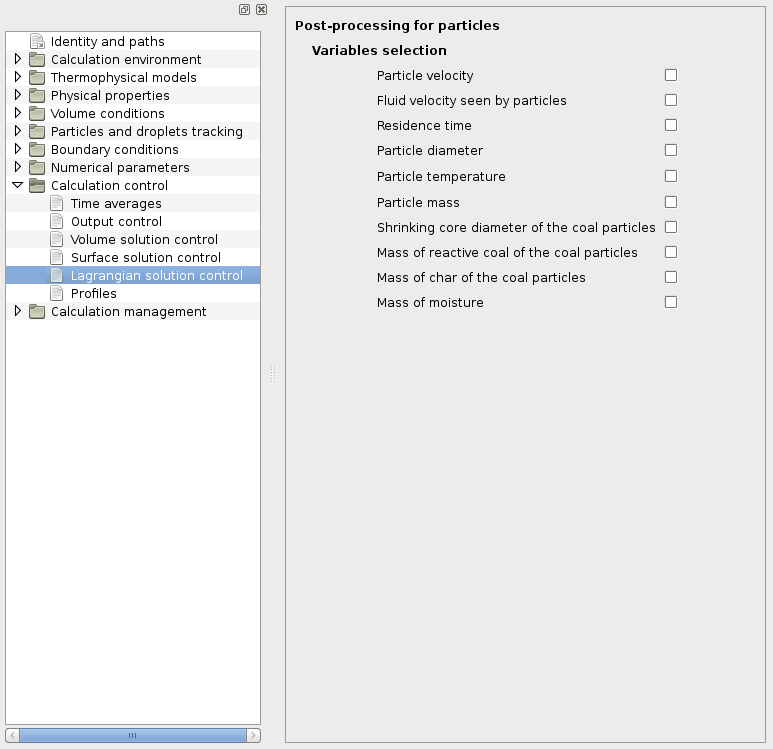 Identity and paths
Calculation environment
Thermophysical models
Physical properties
Volume conditions
Particles and droplets tracking
Boundary conditions
Numerical parameters
Calculation control
Time averages
Output control
Volume solution control
Surface solution control
Lagrangian solution control
Profiles
Calculation management
Post-processing for particles
Variables selection
Particle velocity
Fluid velocity seen by particles
Residence time
Particle diameter
Particle temperature
Particle mass
Shrinking core diameter of the coal particles
Mass of reactive coal of the coal particles
Mass of char of the coal particles
Mass of moisture